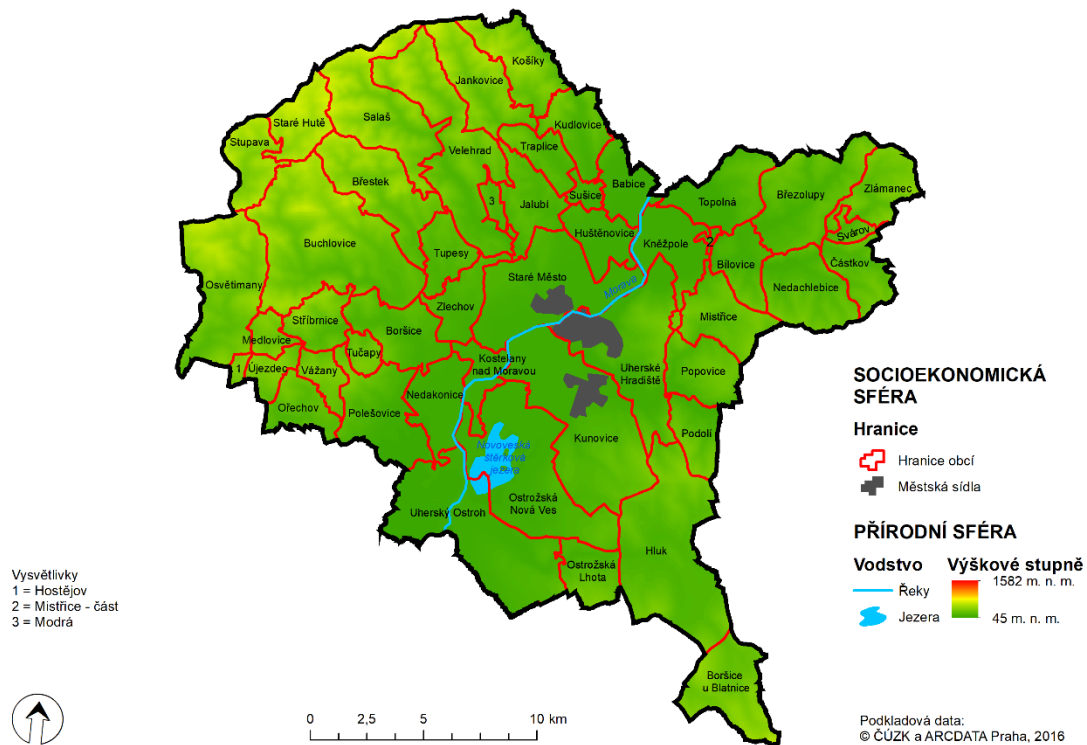 Košíky
Jankovice
Salaš
Staré Hutě
Kudlovice
Stupava
Velehrad
Traplice
Břestek
Babice
Sušice
3
Jalubí
Topolná
Březolupy
Zlámanec
Huštěnovice
Kněžpole
2
Svárov
Buchlovice
Tupesy
Bílovice
Částkov
Staré Město
Morava
Osvětimany
Nedachlebice
Zlechov
Mistřice
Stříbrnice
Boršice
Medlovice
Tučapy
Kostelany
nad Moravou
1
Újezdec
Vážany
Uherské
Hradiště
Popovice
Nedakonice
Ořechov
Polešovice
Kunovice
Podolí
Novoveská
štěrková
jezera
Ostrožská
Nová Ves
Uherský Ostroh
Hluk
Ostrožská
Lhota
Boršice
u Blatnice
SOCIOEKONOMICKÁ
SFÉRA
Hranice
Hranice obcí
Městská sídla
PŘÍRODNÍ SFÉRA
Vodstvo Výškové stupně
Řeky
Jezera
1582 m. n. m.
45 m. n. m.
Vysvětlivky
1 = Hostějov
2 = Mistřice - část
3 = Modrá
0 2,5 5 10 km
Podkladová data:
© ČÚZK a ARCDATA Praha, 2016